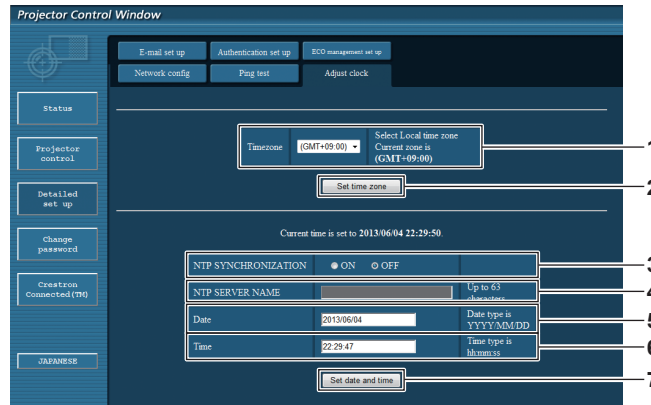 Projector Control Window
E-mail set up
Authentication set up
ECO management set up
Network config
Ping test
Adjust clock
Status
Projector
control
Detailed
set up
Change
password
Crestron
Connected(TM)
JAPANESE
Timezone
(GMT+09:00)
Select Local time zone
Current zone is
(GMT+09:00)
1
Set time zone
2
Current time is set to 2013/06/04 22:29:50.
NTP SYNCHRONIZATION
ON
OFF
3
NTP SERVER NAME
Up to 63
characters
4
Date
2013/06/04
Date type is
YYYY/MM/DD
5
Time
22:29:47
Time type is
hh:mm:ss
6
Set date and time
7